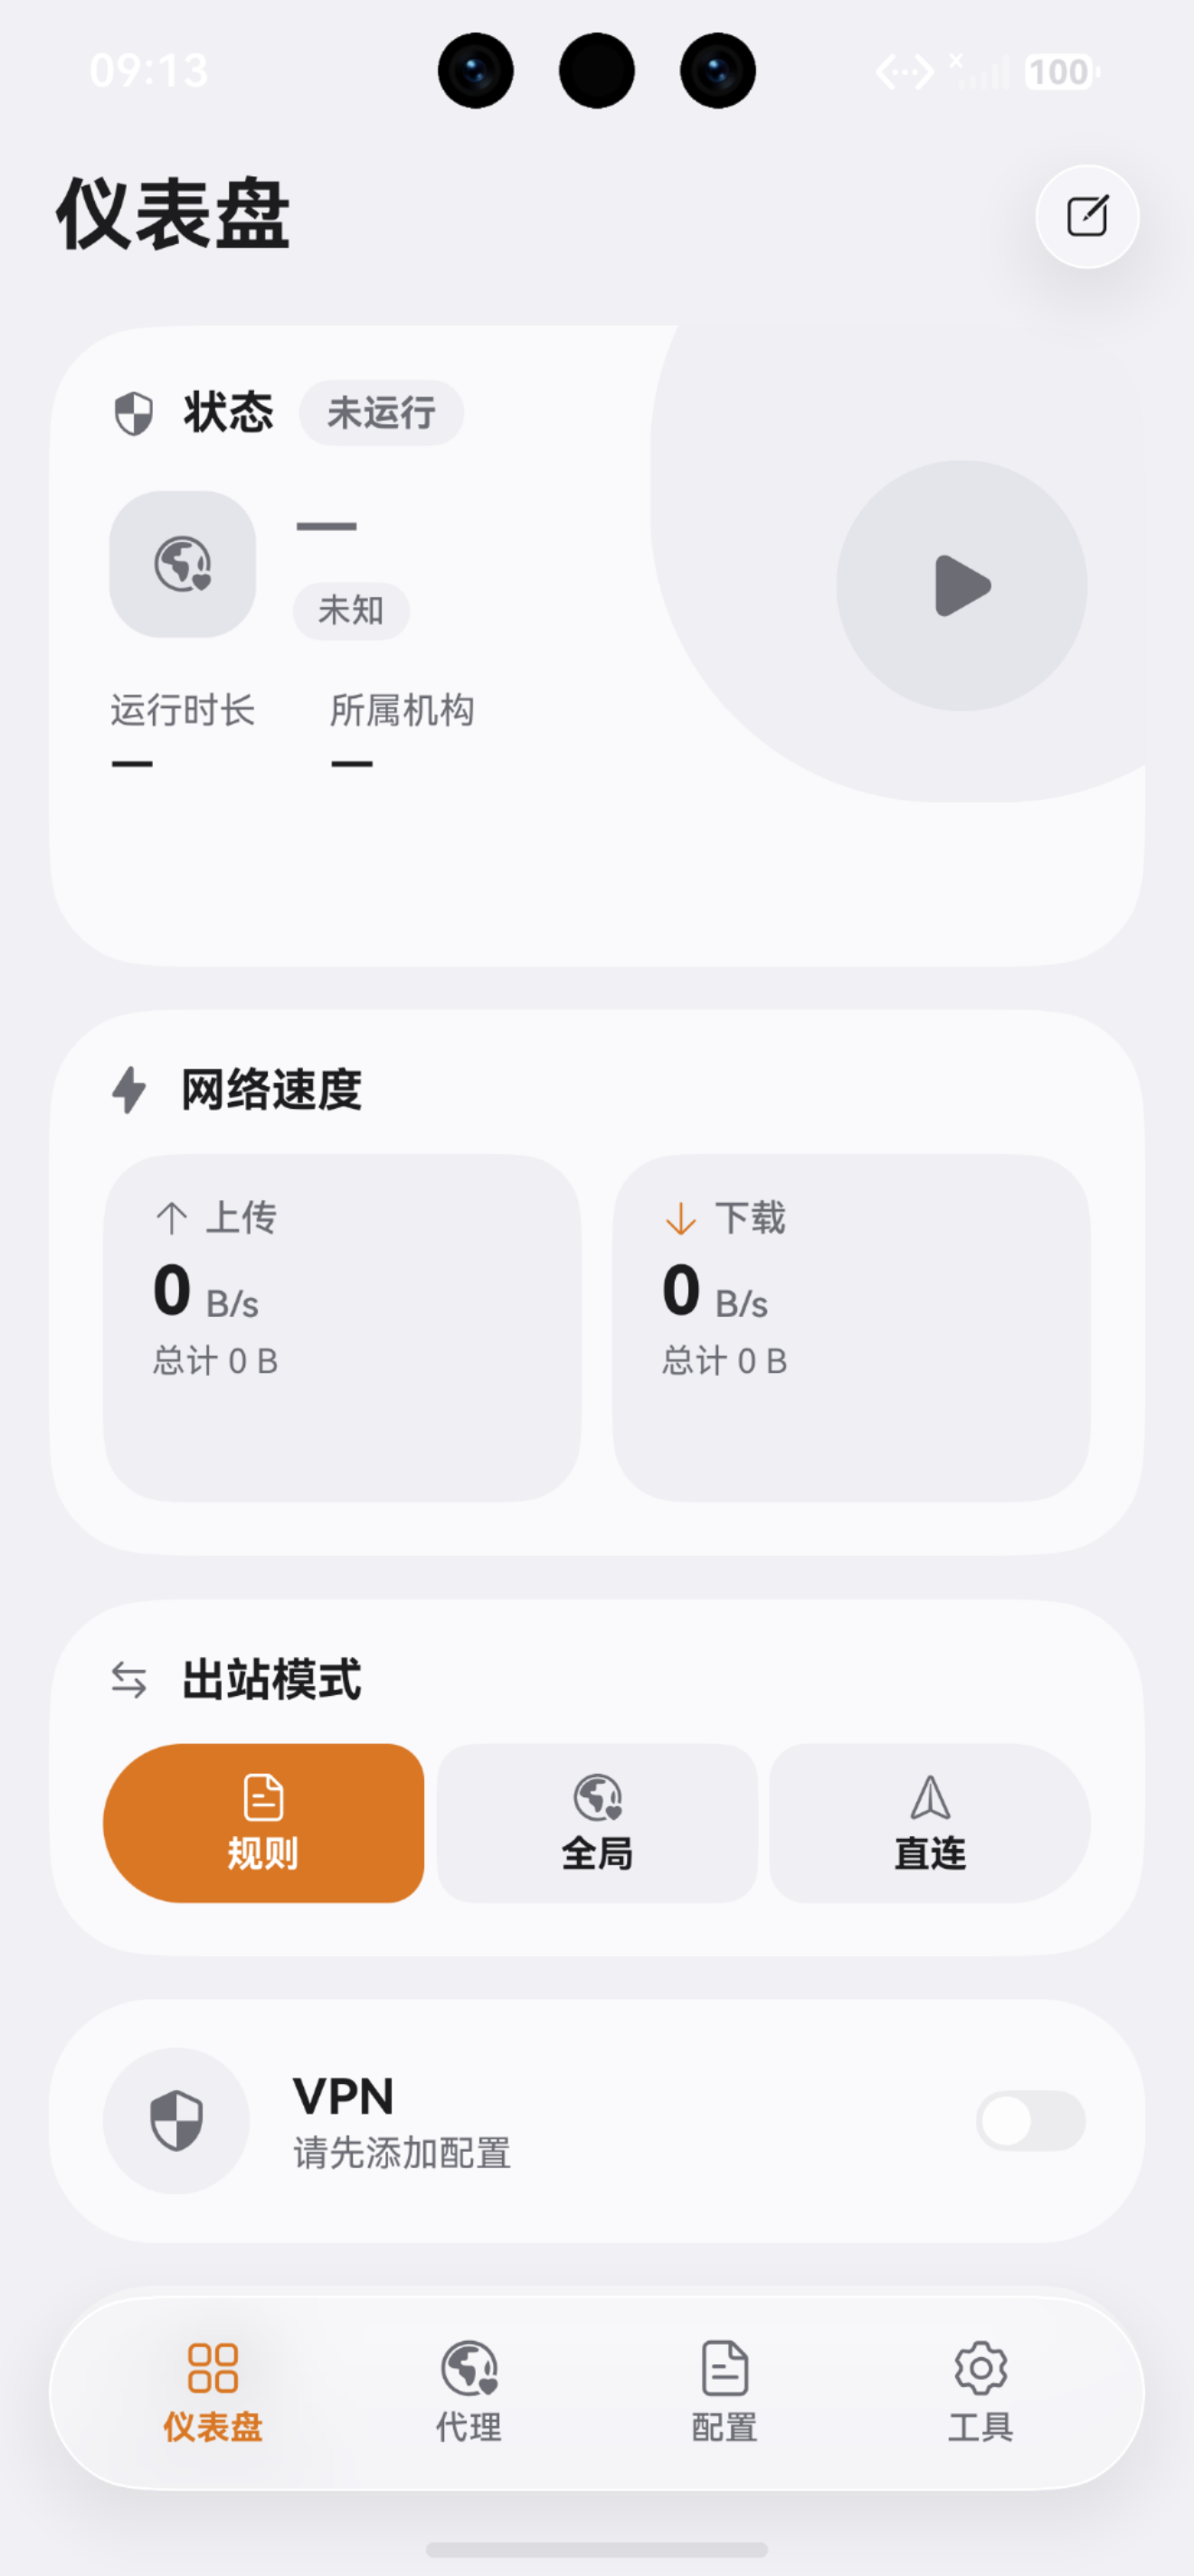 09:13
100
仪表盘
状态 未运行
—
未知
运行时长 所属机构
— —
网络速度
上传 下载
0 B/s 0 B/s
总计 0 B 总计 0 B
出站模式
规则 全局 直连
VPN
请先添加配置
仪表盘 代理 配置 工具